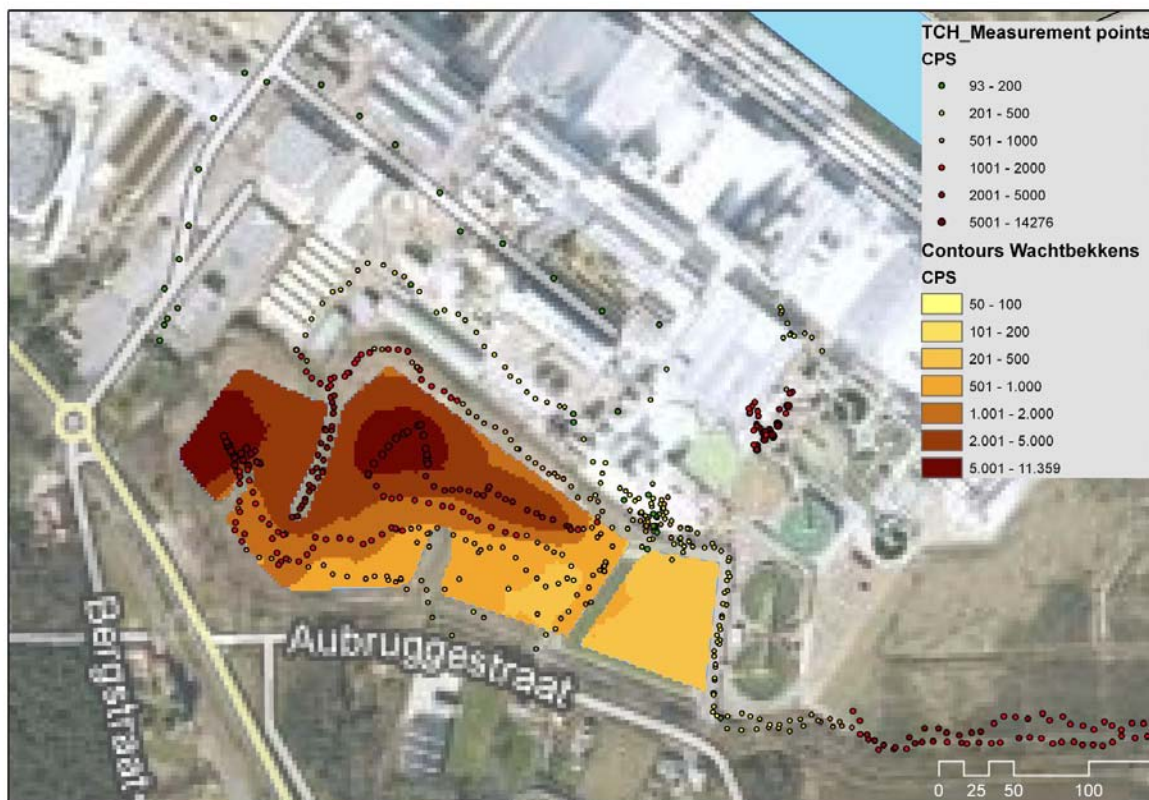 TCH_Measurement points
CPS
93 - 200
201 - 500
501 - 1000
1001 - 2000
2001 - 5000
5001 - 14276
Contours Wachtbekkens
CPS
50 - 100
101 - 200
201 - 500
501 - 1.000
1.001 - 2.000
2.001 - 5.000
5.001 - 11.359
Bergstraat
Aubruggestraat
0 25 50 100